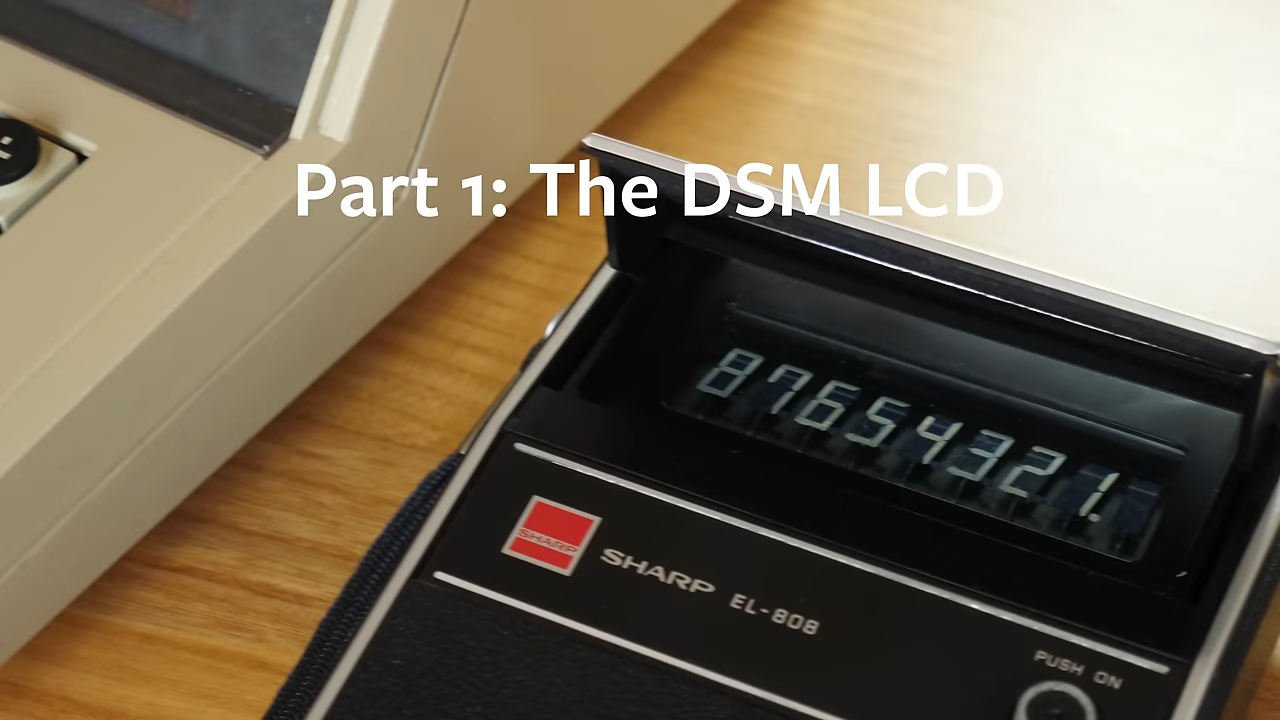 Part 1: The DSM LCD
87654321.
SHARP
SHARP EL-808
PUSH ON